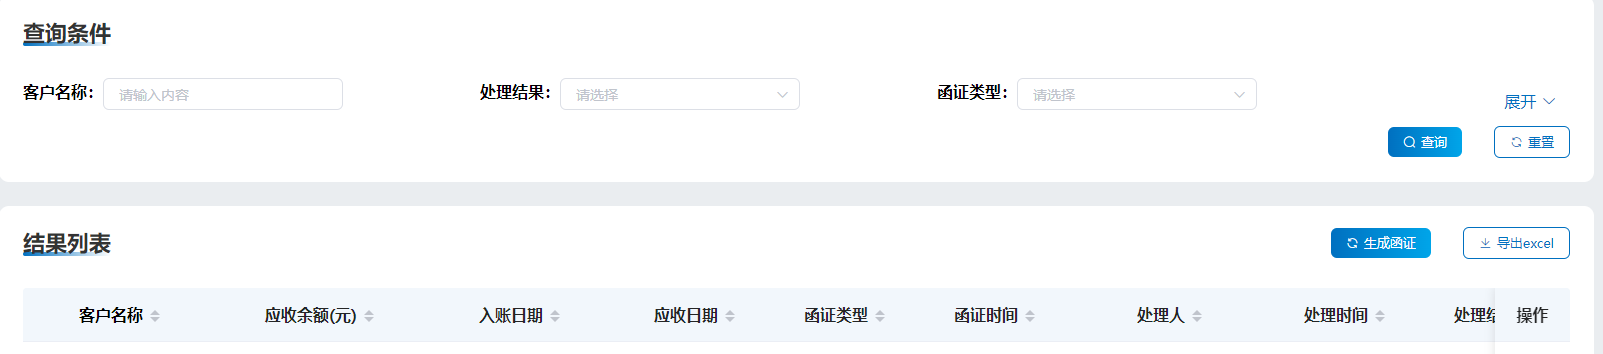 查询条件
客户名称： 请输入内容 处理结果： 请选择 函证类型： 请选择
展开
查询 重置
结果列表 生成函证 导出excel
客户名称 应收余额(元) 入账日期 应收日期 函证类型 函证时间 处理人 处理时间 处理结 操作